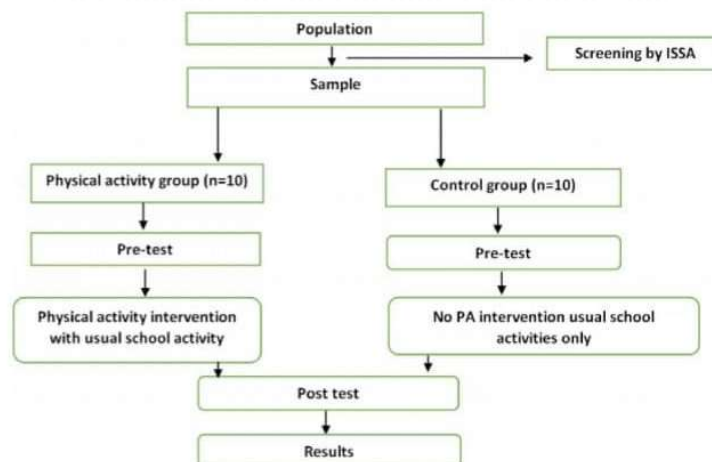 Population
Screening by ISSA
Sample
Physical activity group (n=10)
Control group (n=10)
Pre-test
Pre-test
Physical activity intervention
with usual school activity
No PA intervention usual school
activities only
Post test
Results